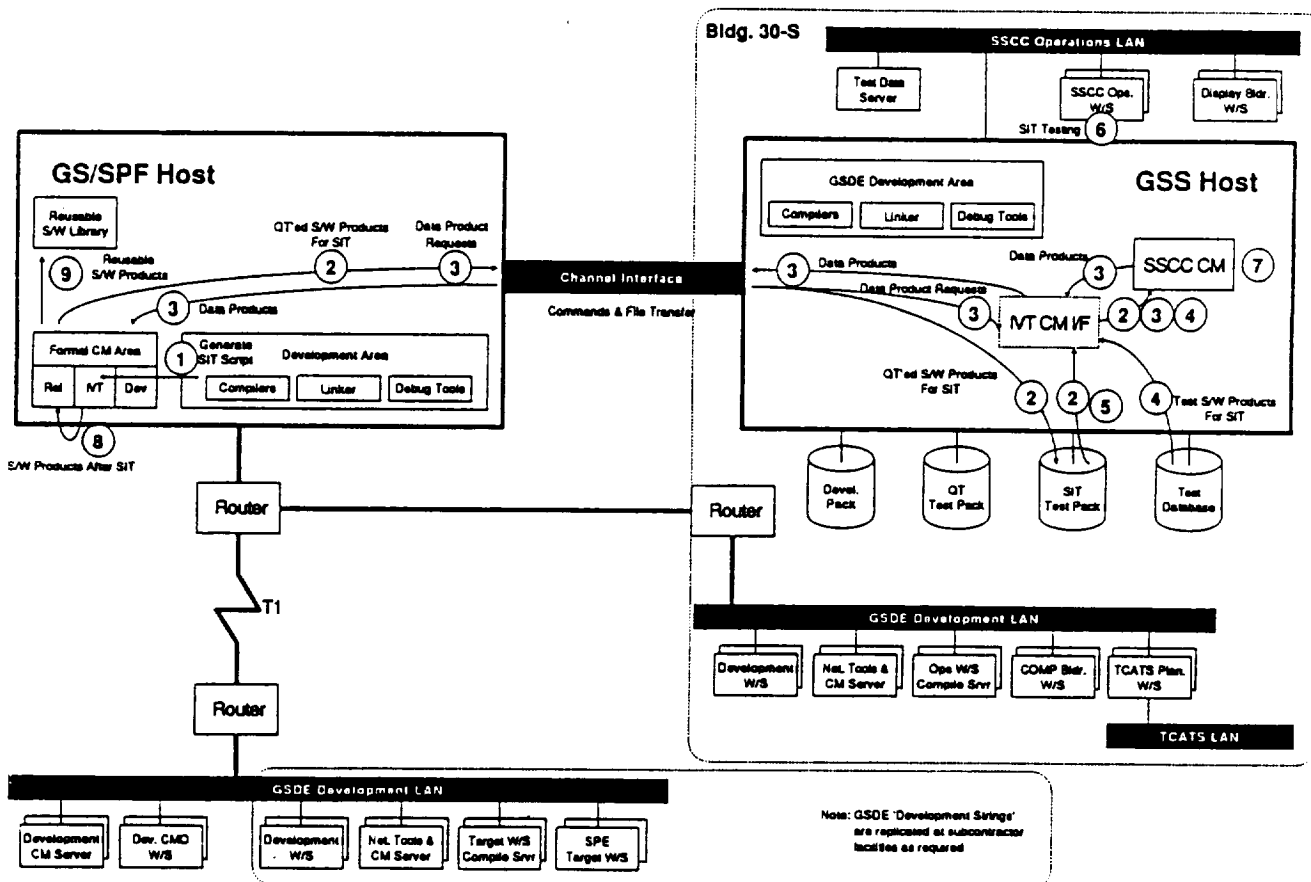 Bldg. 30-S
SSCC Operations LAN
Test Data
Server
SSCC Ops.
W/S
Display Bldr.
W/S
SIT Testing
6
GS/SPF Host
Reusable
S/W Library
9
Reusable
S/W Products
QT'ed S/W Products
For SIT
2
Data Product
Requests
3
3
Data Products
Formal CM Area
Rel
IVT
Dev
1
Generate
SIT Script
Development Area
Compilers
Linker
Debug Tools
8
S/W Products After SIT
Channel Interface
Commands & File Transfer
GSS Host
GSDE Development Area
Compilers
Linker
Debug Tools
3
Data Products
Data Product Requests
3
Data Products
3
SSCC CM
7
IVT CM I/F
2
3
4
QT'ed S/W Products
For SIT
2
2
5
4
Test S/W Products
For SIT
Devel.
Pack
QT
Test Pack
SIT
Test Pack
Test
Database
Router
Router
T1
Router
GSDE Development LAN
Development
W/S
Net. Tools &
CM Server
Ops W/S
Compile Srvr
COMP Bldr.
W/S
TCATS Plan.
W/S
TCATS LAN
GSDE Development LAN
Development
CM Server
Dev. CMD
W/S
Development
W/S
Net. Tools &
CM Server
Target W/S
Compile Srvr
SPE
Target W/S
Note: GSDE 'Development Strings'
are replicated at subcontractor
facilities as required